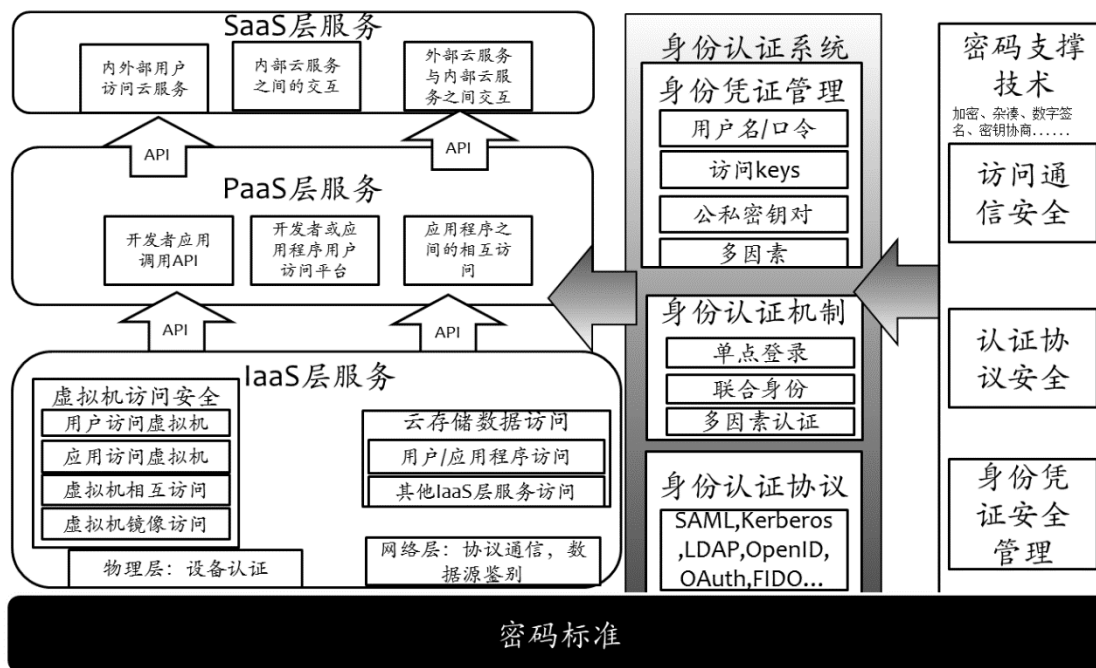 SaaS层服务
内外部用户
访问云服务
内部云服务
之间的交互
外部云服务
与内部云服
务之间交互
API
API
PaaS层服务
开发者应用
调用API
开发者或应
用程序用户
访问平台
应用程序之
间的相互访
问
API
API
IaaS层服务
虚拟机访问安全
用户访问虚拟机
应用访问虚拟机
虚拟机相互访问
虚拟机镜像访问
云存储数据访问
用户/应用程序访问
其他IaaS层服务访问
物理层：设备认证
网络层：协议通信，数
据源鉴别
身份认证系统
身份凭证管理
用户名/口令
访问keys
公私密钥对
多因素
身份认证机制
单点登录
联合身份
多因素认证
身份认证协议
SAML,Kerberos
,LDAP,OpenID,
OAuth,FIDO...
密码支撑
技术
加密、杂凑、数字签
名、密钥协商......
访问通
信安全
认证协
议安全
身份凭
证安全
管理
密码标准